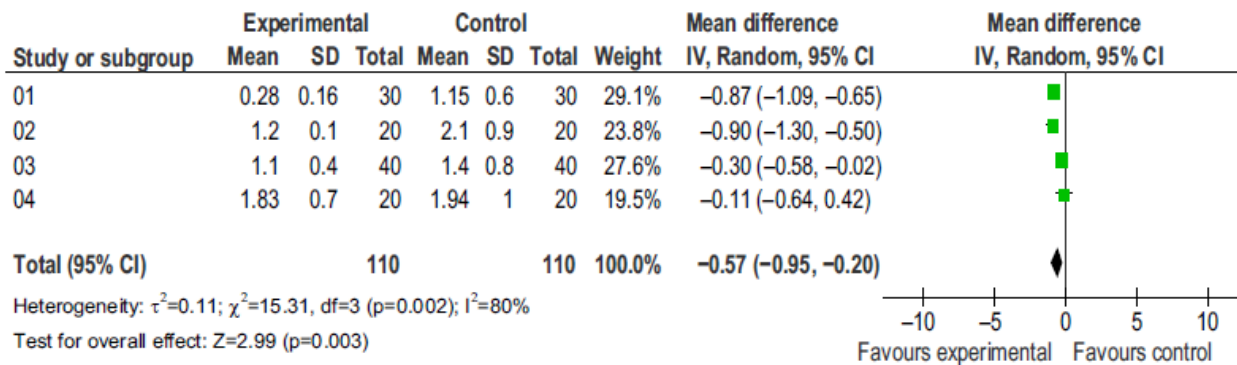 Experimental Control Mean difference Mean difference
Study or subgroup Mean SD Total Mean SD Total Weight IV, Random, 95% CI IV, Random, 95% CI
01 0.28 0.16 30 1.15 0.6 30 29.1% −0.87 (−1.09, −0.65)
02 1.2 0.1 20 2.1 0.9 20 23.8% −0.90 (−1.30, −0.50)
03 1.1 0.4 40 1.4 0.8 40 27.6% −0.30 (−0.58, −0.02)
04 1.83 0.7 20 1.94 1 20 19.5% −0.11 (−0.64, 0.42)
Total (95% CI) 110 110 100.0% −0.57 (−0.95, −0.20)
Heterogeneity: τ²=0.11; χ²=15.31, df=3 (p=0.002); I²=80%
Test for overall effect: Z=2.99 (p=0.003)
−10 −5 0 5 10
Favours experimental Favours control